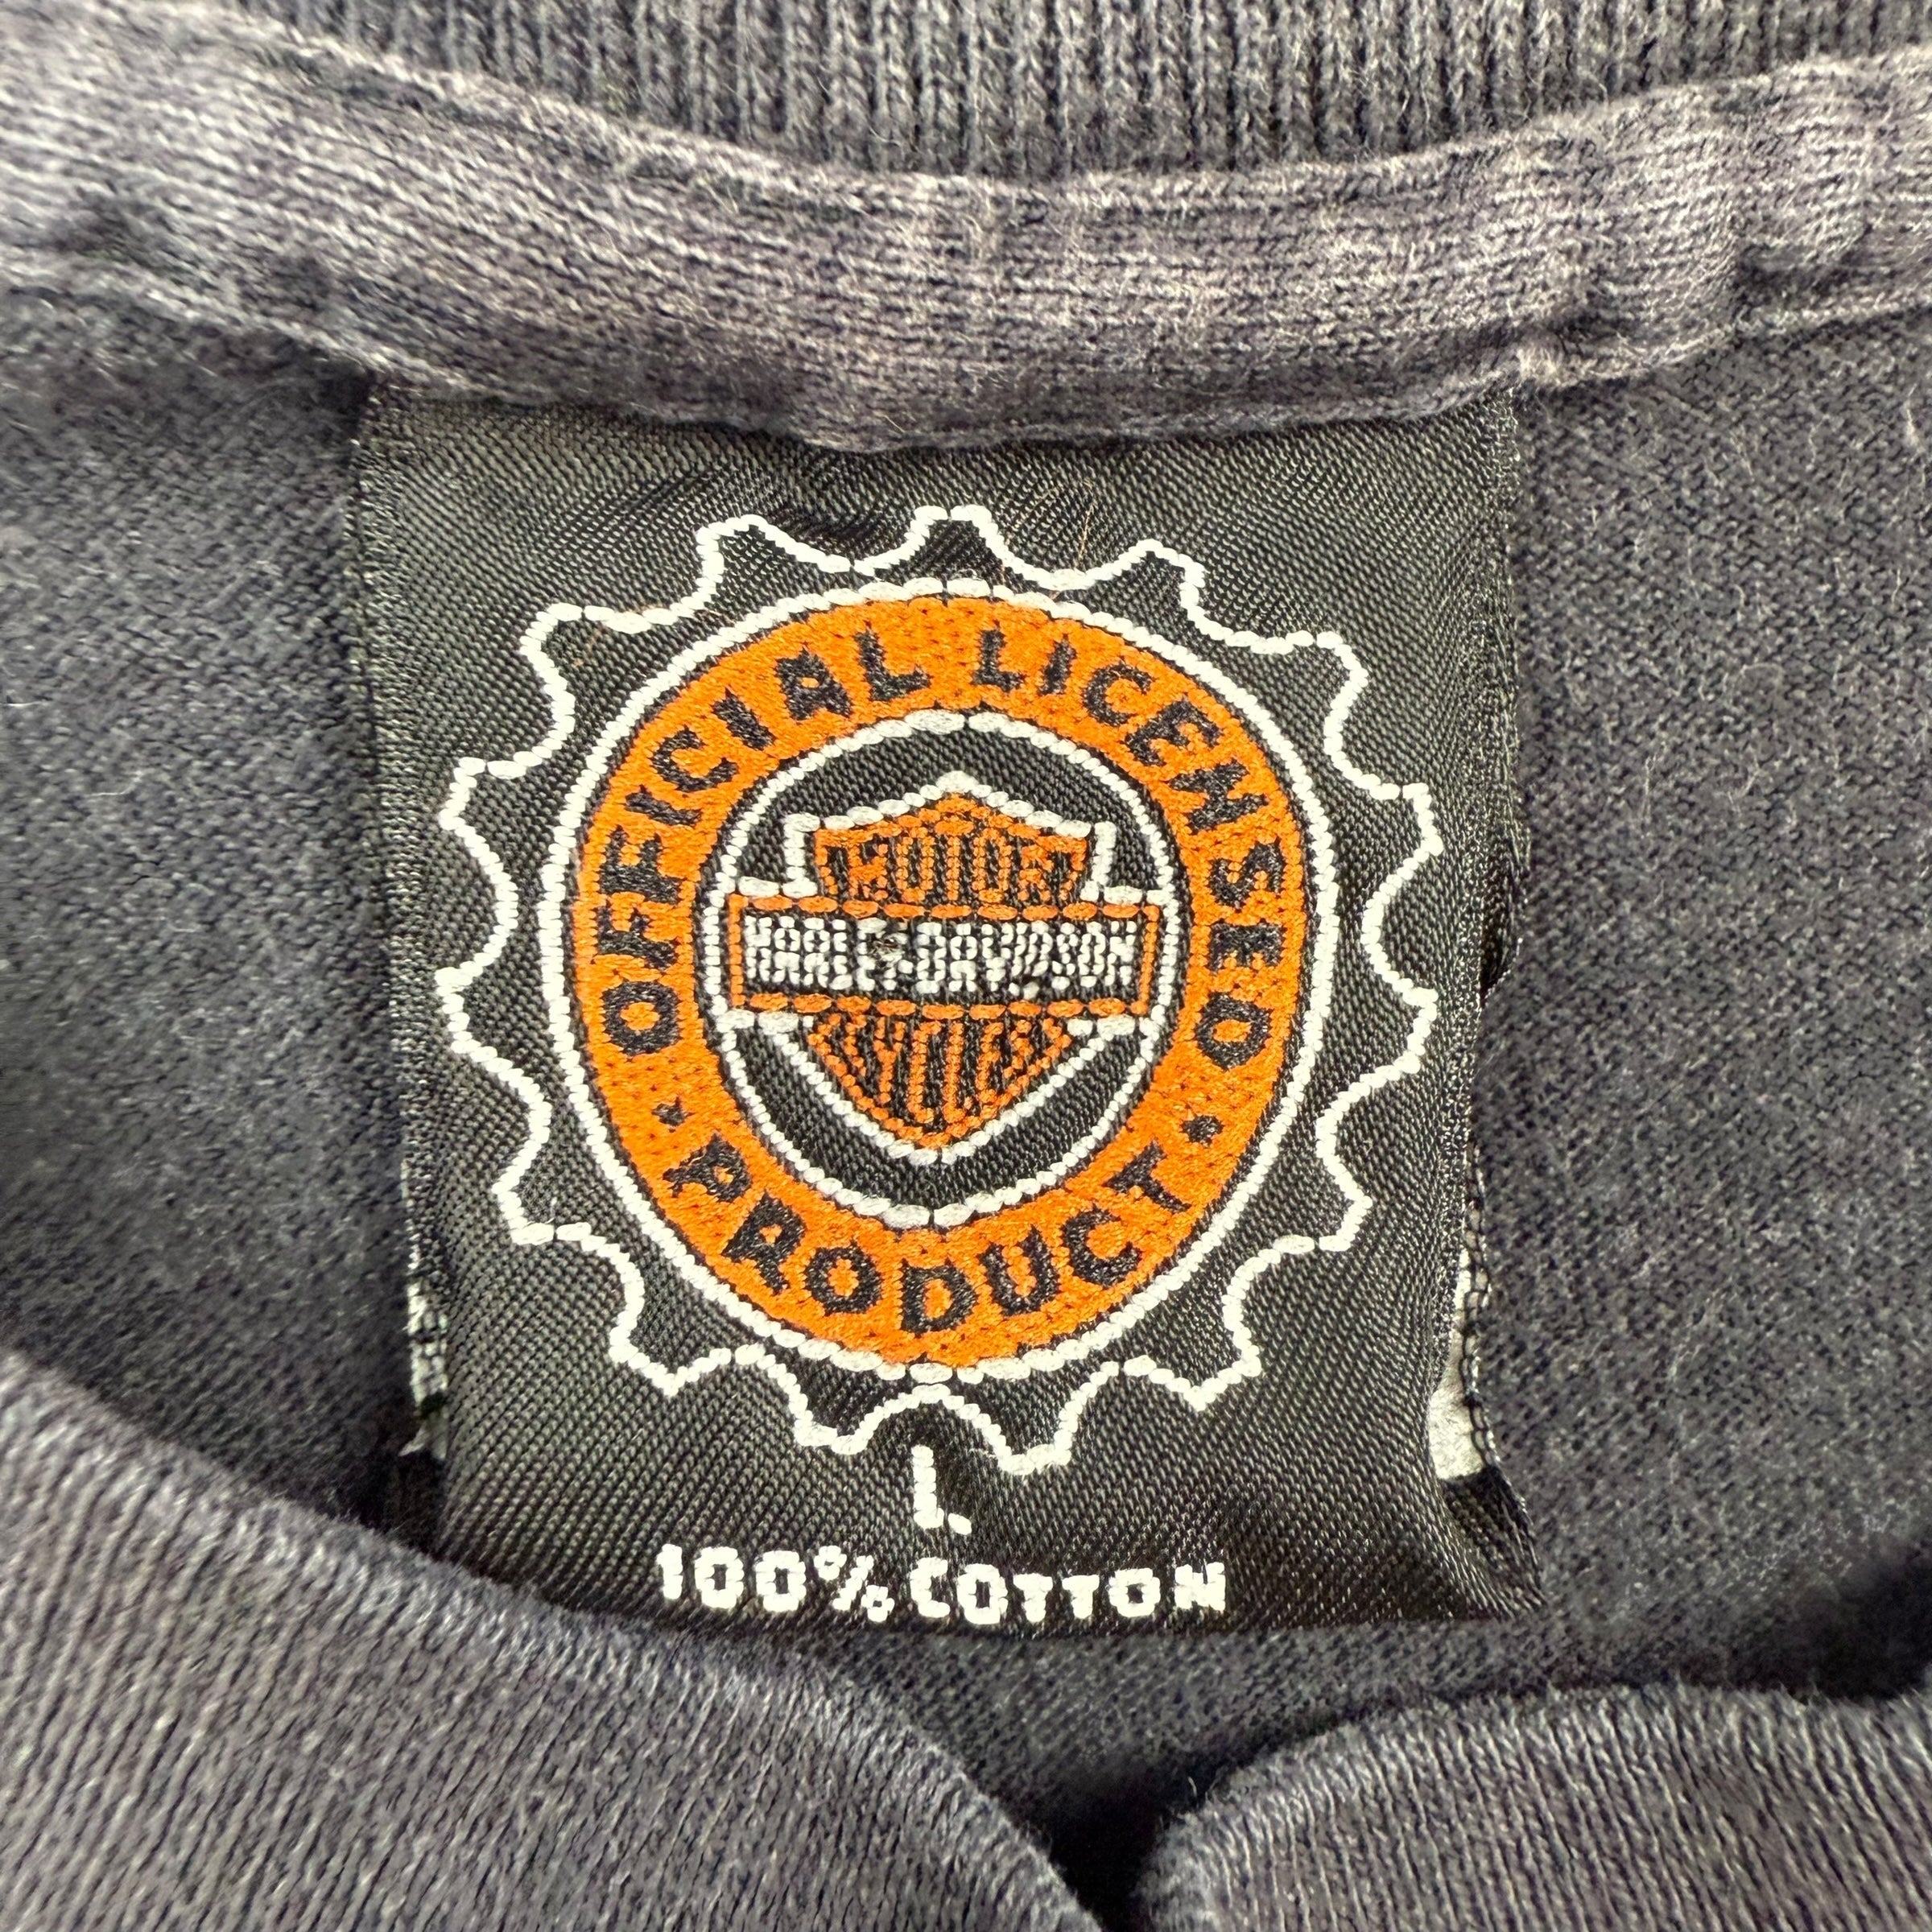 OFFICIAL LICENSED
MOTOR
HARLEY-DAVIDSON
CYCLES
• PRODUCT •
L.
100% COTTON